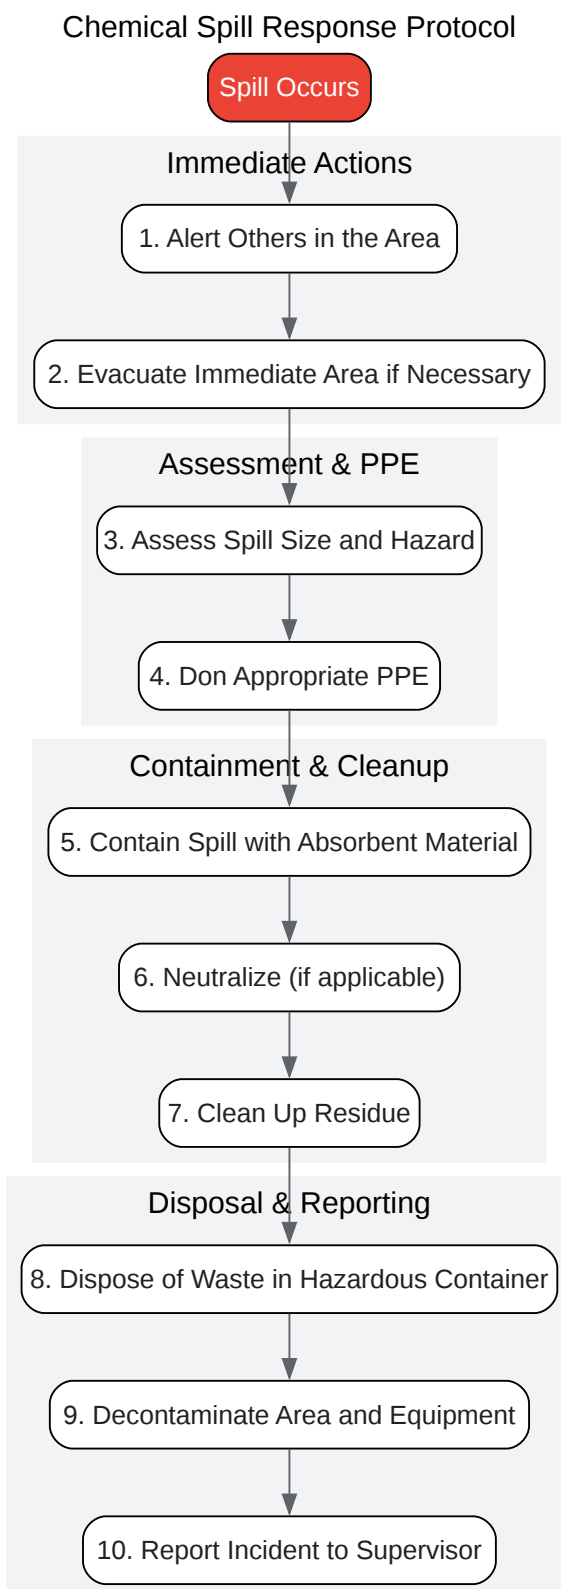 Chemical Spill Response Protocol
Spill Occurs
Immediate Actions
1. Alert Others in the Area
2. Evacuate Immediate Area if Necessary
Assessment & PPE
3. Assess Spill Size and Hazard
4. Don Appropriate PPE
Containment & Cleanup
5. Contain Spill with Absorbent Material
6. Neutralize (if applicable)
7. Clean Up Residue
Disposal & Reporting
8. Dispose of Waste in Hazardous Container
9. Decontaminate Area and Equipment
10. Report Incident to Supervisor